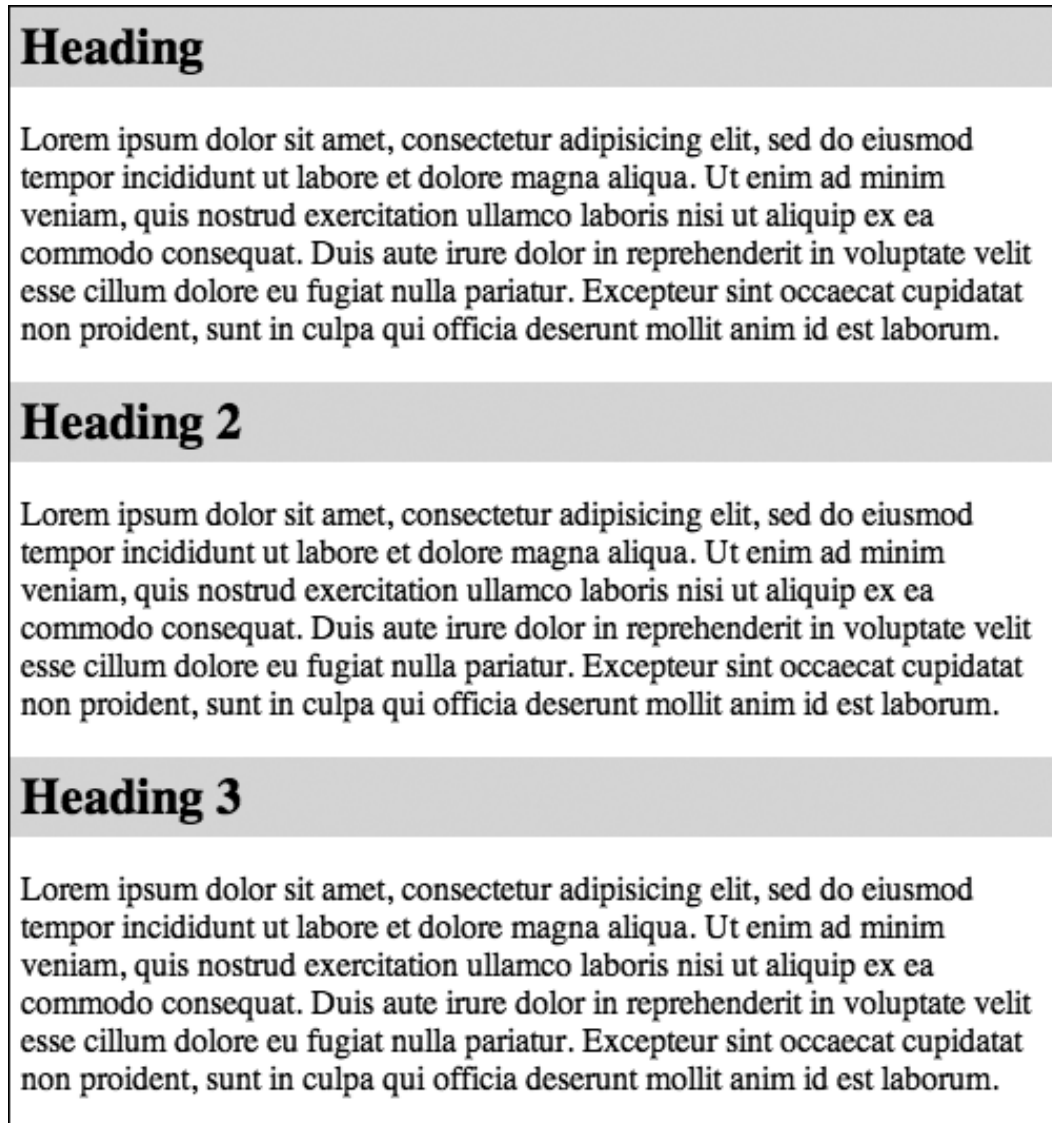 Heading
Lorem ipsum dolor sit amet, consectetur adipisicing elit, sed do eiusmod
tempor incididunt ut labore et dolore magna aliqua. Ut enim ad minim
veniam, quis nostrud exercitation ullamco laboris nisi ut aliquip ex ea
commodo consequat. Duis aute irure dolor in reprehenderit in voluptate velit
esse cillum dolore eu fugiat nulla pariatur. Excepteur sint occaecat cupidatat
non proident, sunt in culpa qui officia deserunt mollit anim id est laborum.
Heading 2
Lorem ipsum dolor sit amet, consectetur adipisicing elit, sed do eiusmod
tempor incididunt ut labore et dolore magna aliqua. Ut enim ad minim
veniam, quis nostrud exercitation ullamco laboris nisi ut aliquip ex ea
commodo consequat. Duis aute irure dolor in reprehenderit in voluptate velit
esse cillum dolore eu fugiat nulla pariatur. Excepteur sint occaecat cupidatat
non proident, sunt in culpa qui officia deserunt mollit anim id est laborum.
Heading 3
Lorem ipsum dolor sit amet, consectetur adipisicing elit, sed do eiusmod
tempor incididunt ut labore et dolore magna aliqua. Ut enim ad minim
veniam, quis nostrud exercitation ullamco laboris nisi ut aliquip ex ea
commodo consequat. Duis aute irure dolor in reprehenderit in voluptate velit
esse cillum dolore eu fugiat nulla pariatur. Excepteur sint occaecat cupidatat
non proident, sunt in culpa qui officia deserunt mollit anim id est laborum.